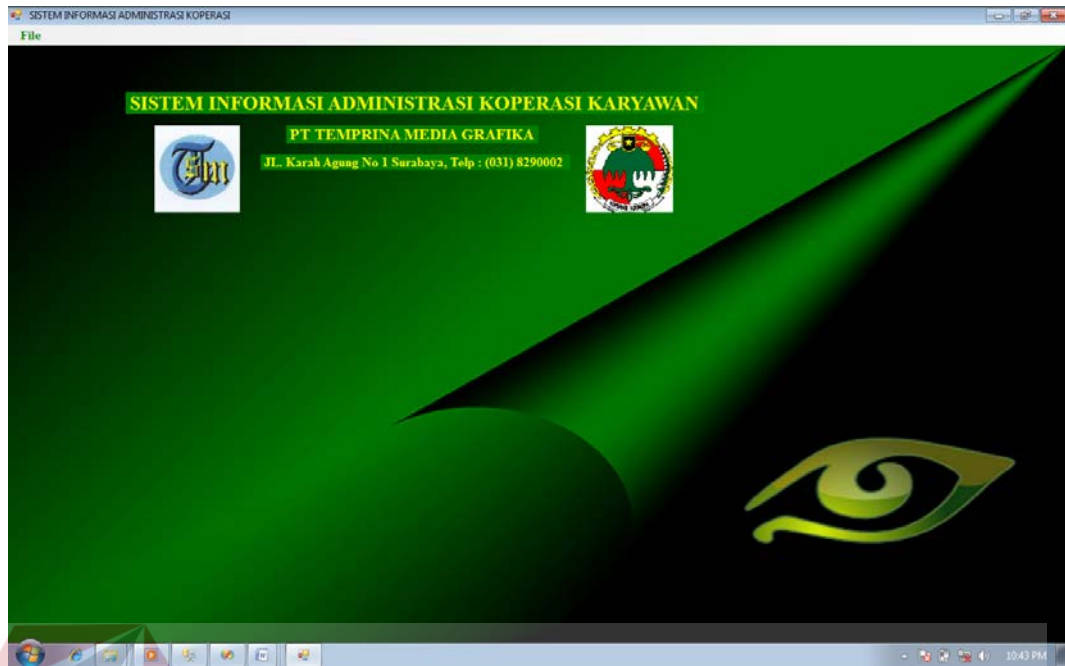 SISTEM INFORMASI ADMINISTRASI KOPERASI
File
SISTEM INFORMASI ADMINISTRASI KOPERASI KARYAWAN
PT TEMPRINA MEDIA GRAFIKA
JL. Karah Agung No 1 Surabaya, Telp : (031) 8290002
10:43 PM